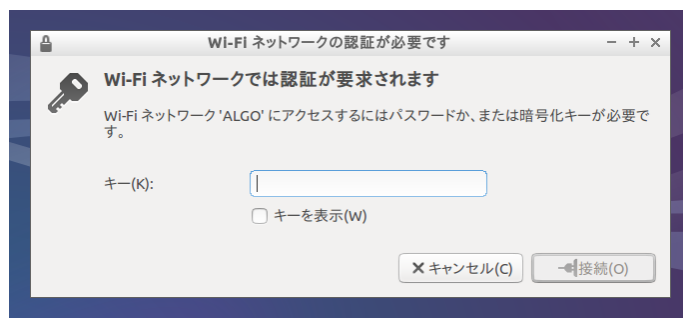 Wi-Fi ネットワークの認証が必要です
Wi-Fi ネットワークでは認証が要求されます
Wi-Fi ネットワーク 'ALGO' にアクセスするにはパスワードか、または暗号化キーが必要で
す。
キー(K):
キーを表示(W)
キャンセル(C) 接続(O)